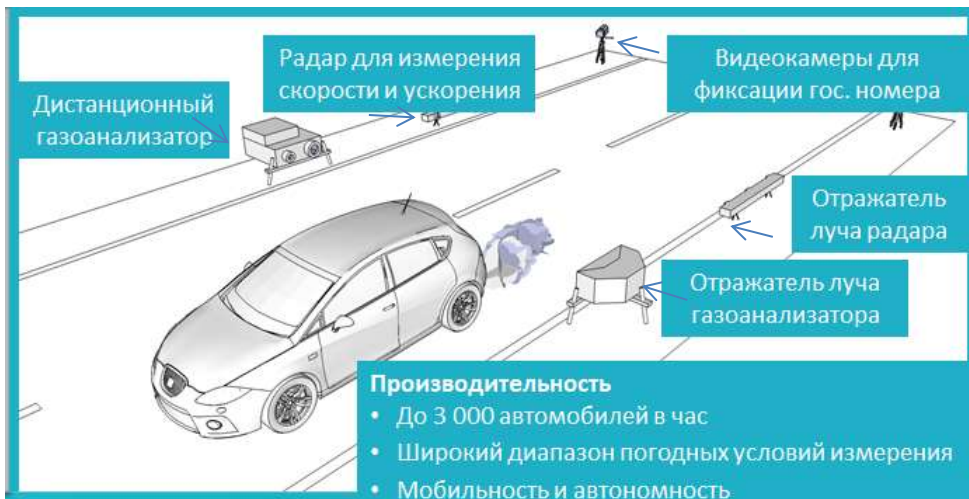 Радар для измерения
скорости и ускорения
Видеокамеры для
фиксации гос. номера
Дистанционный
газоанализатор
Отражатель
луча радара
Отражатель луча
газоанализатора
Производительность
• До 3 000 автомобилей в час
• Широкий диапазон погодных условий измерения
• Мобильность и автономность